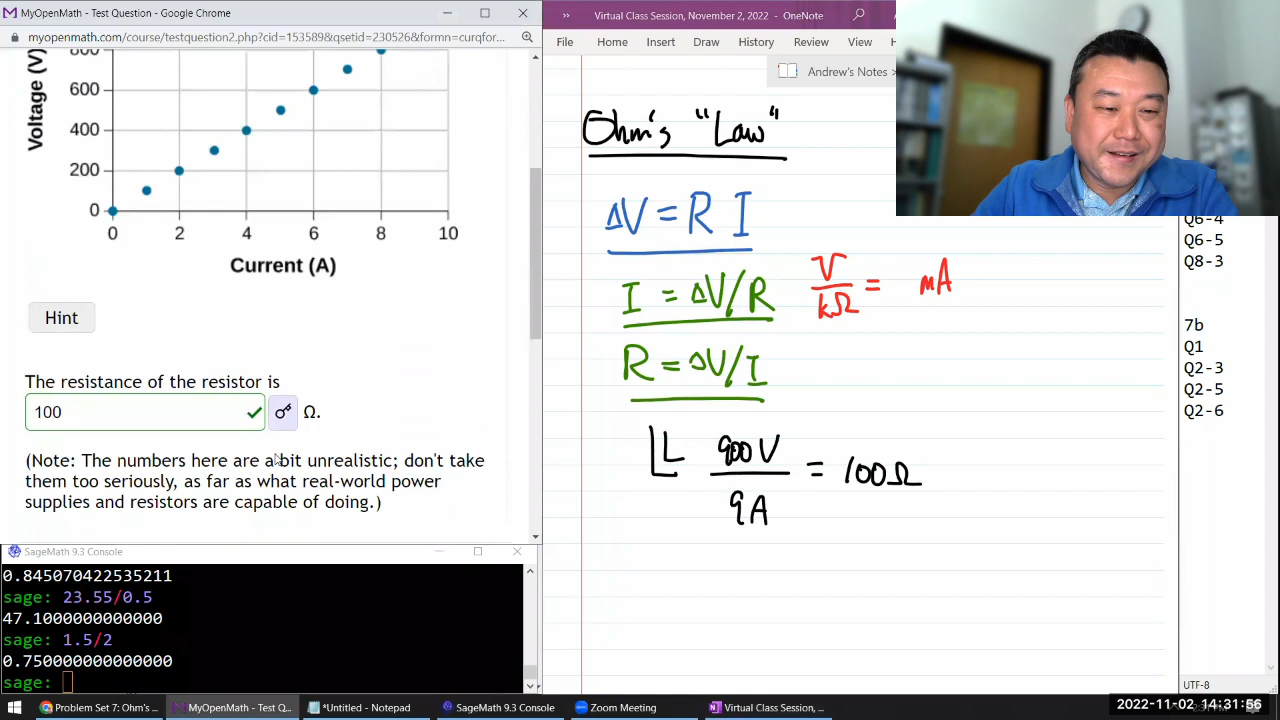 MyOpenMath - Test Question - Google Chrome
myopenmath.com/course/testquestion2.php?cid=153589&qsetid=230526&formn=curqfor...
Voltage (V)
800
600
400
200
0
0 2 4 6 8 10
Current (A)
Hint
The resistance of the resistor is
100 Ω.
(Note: The numbers here are a bit unrealistic; don't take
them too seriously, as far as what real-world power
supplies and resistors are capable of doing.)
SageMath 9.3 Console
0.845070422535211
sage: 23.55/0.5
47.1000000000000
sage: 1.5/2
0.750000000000000
sage:
» Virtual Class Session, November 2, 2022 - OneNote
File Home Insert Draw History Review View
Andrew's Notes >
Ohm's "Law"
ΔV = R I
I = ΔV/R V/kΩ = mA
R = ΔV/I
900V
/9A = 100Ω
Q6-4
Q6-5
Q8-3
7b
Q1
Q2-3
Q2-5
Q2-6
UTF-8
Problem Set 7: Ohm's ...
MyOpenMath - Test Q...
*Untitled - Notepad
SageMath 9.3 Console
Zoom Meeting
Virtual Class Session, ...
2022-11-02 14:31:56